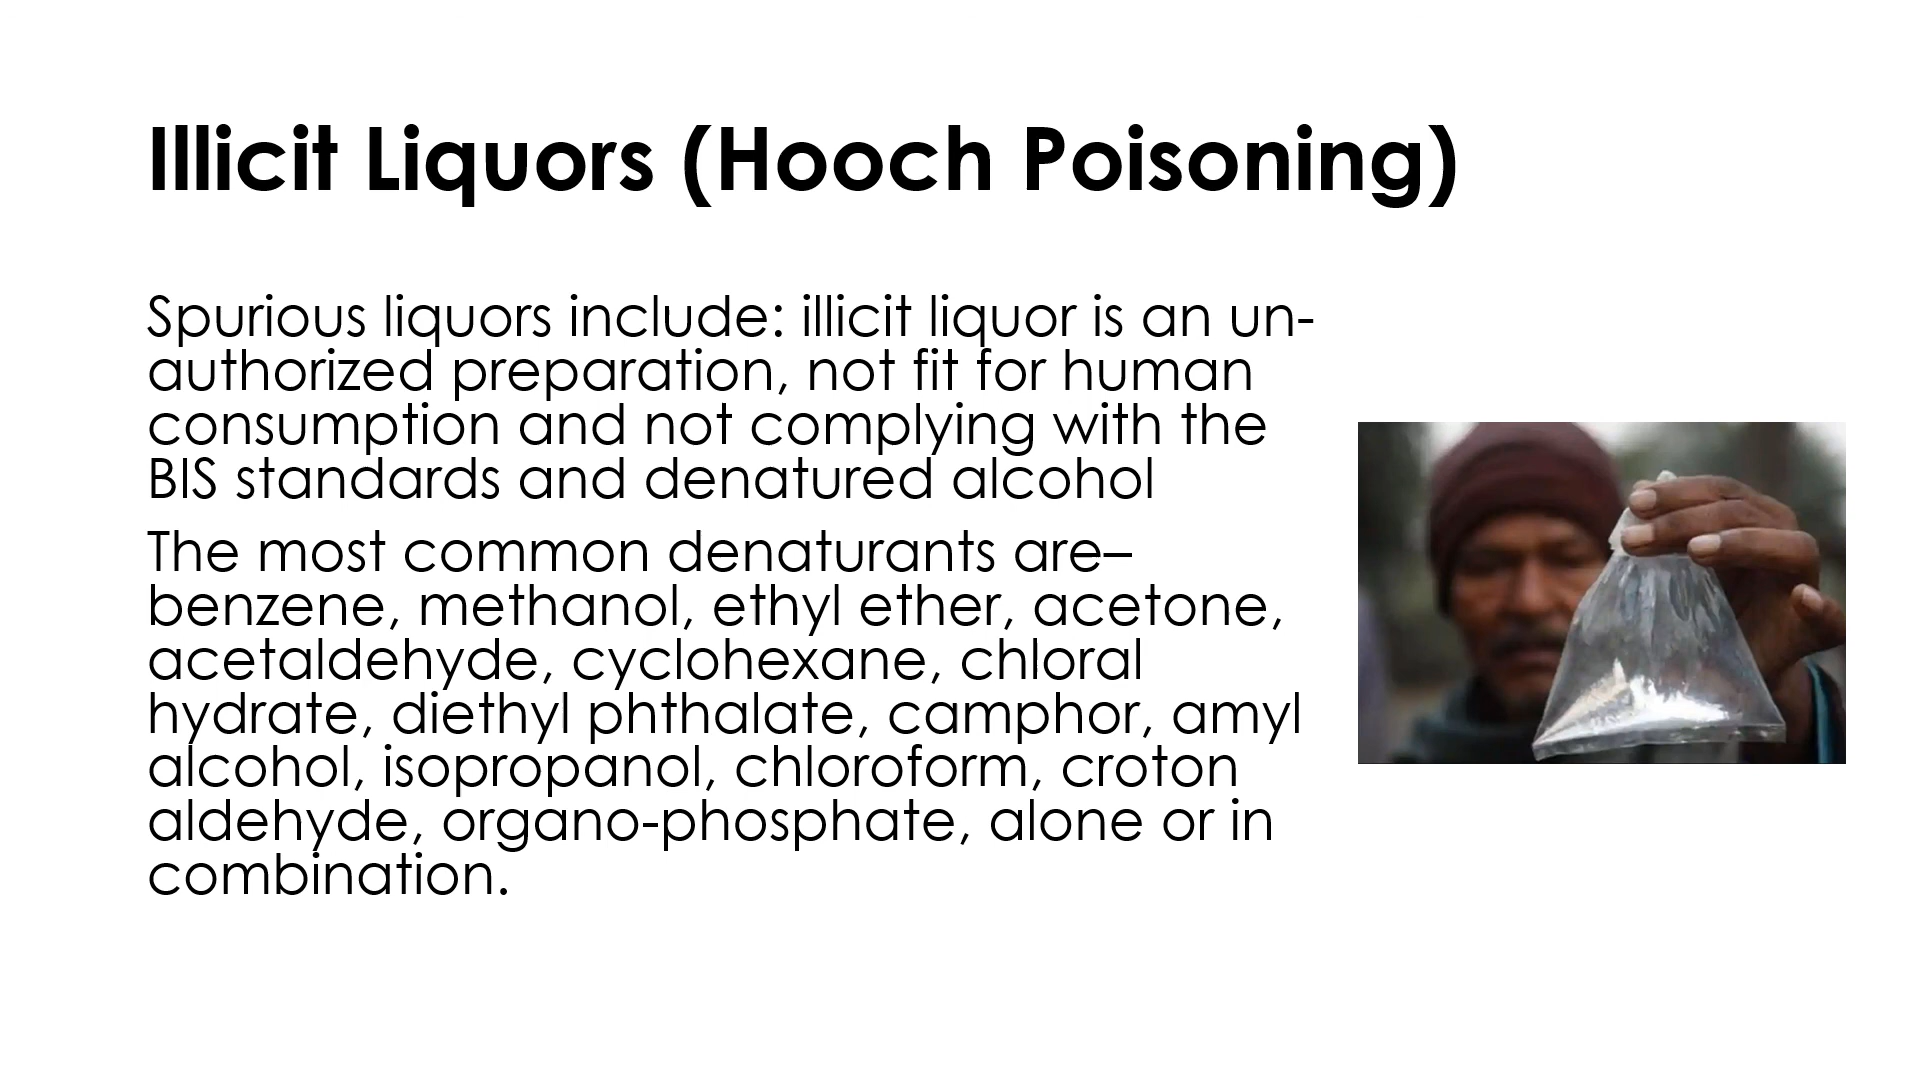 Illicit Liquors (Hooch Poisoning)
Spurious liquors include: illicit liquor is an un-
authorized preparation, not fit for human
consumption and not complying with the
BIS standards and denatured alcohol
The most common denaturants are–
benzene, methanol, ethyl ether, acetone,
acetaldehyde, cyclohexane, chloral
hydrate, diethyl phthalate, camphor, amyl
alcohol, isopropanol, chloroform, croton
aldehyde, organo-phosphate, alone or in
combination.